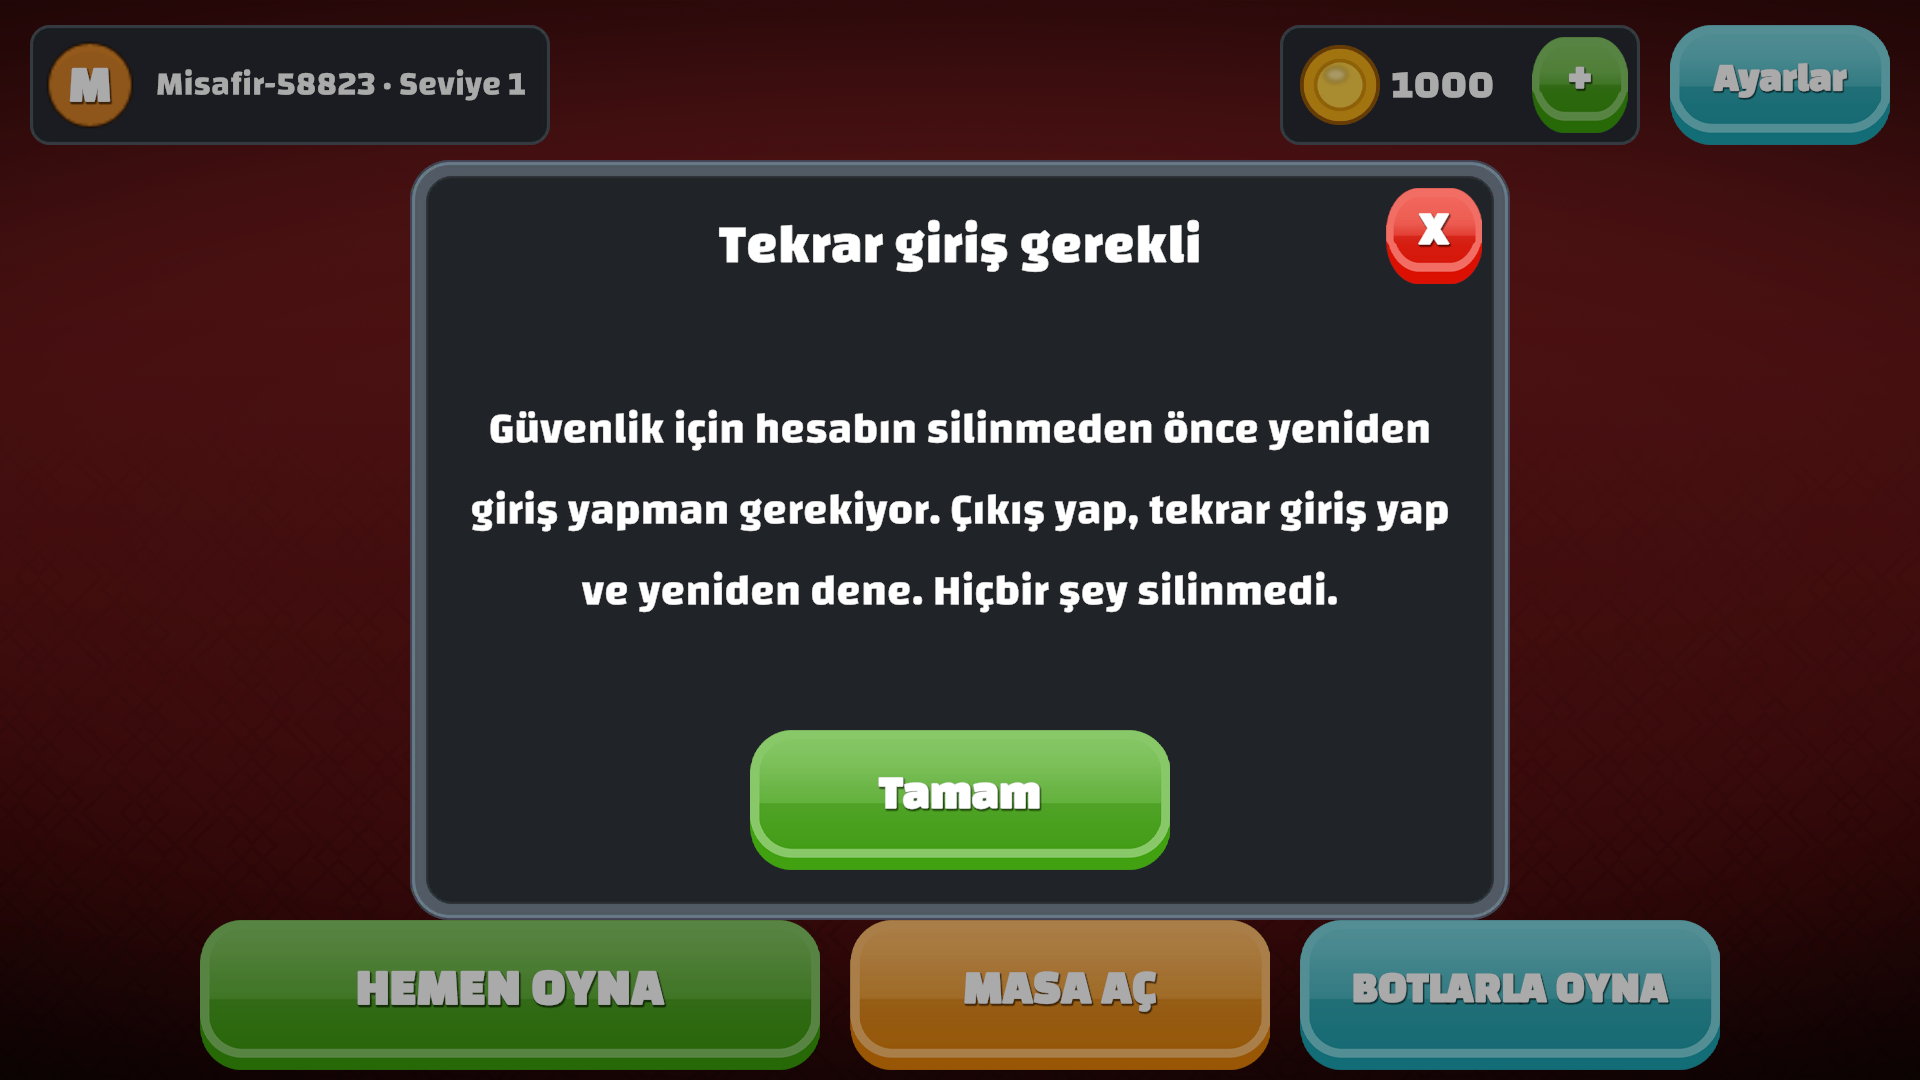 M
Misafir-58823 · Seviye 1
1000
+
Ayarlar
Tekrar giriş gerekli
X
Güvenlik için hesabın silinmeden önce yeniden
giriş yapman gerekiyor. Çıkış yap, tekrar giriş yap
ve yeniden dene. Hiçbir şey silinmedi.
Tamam
HEMEN OYNA
MASA AÇ
BOTLARLA OYNA